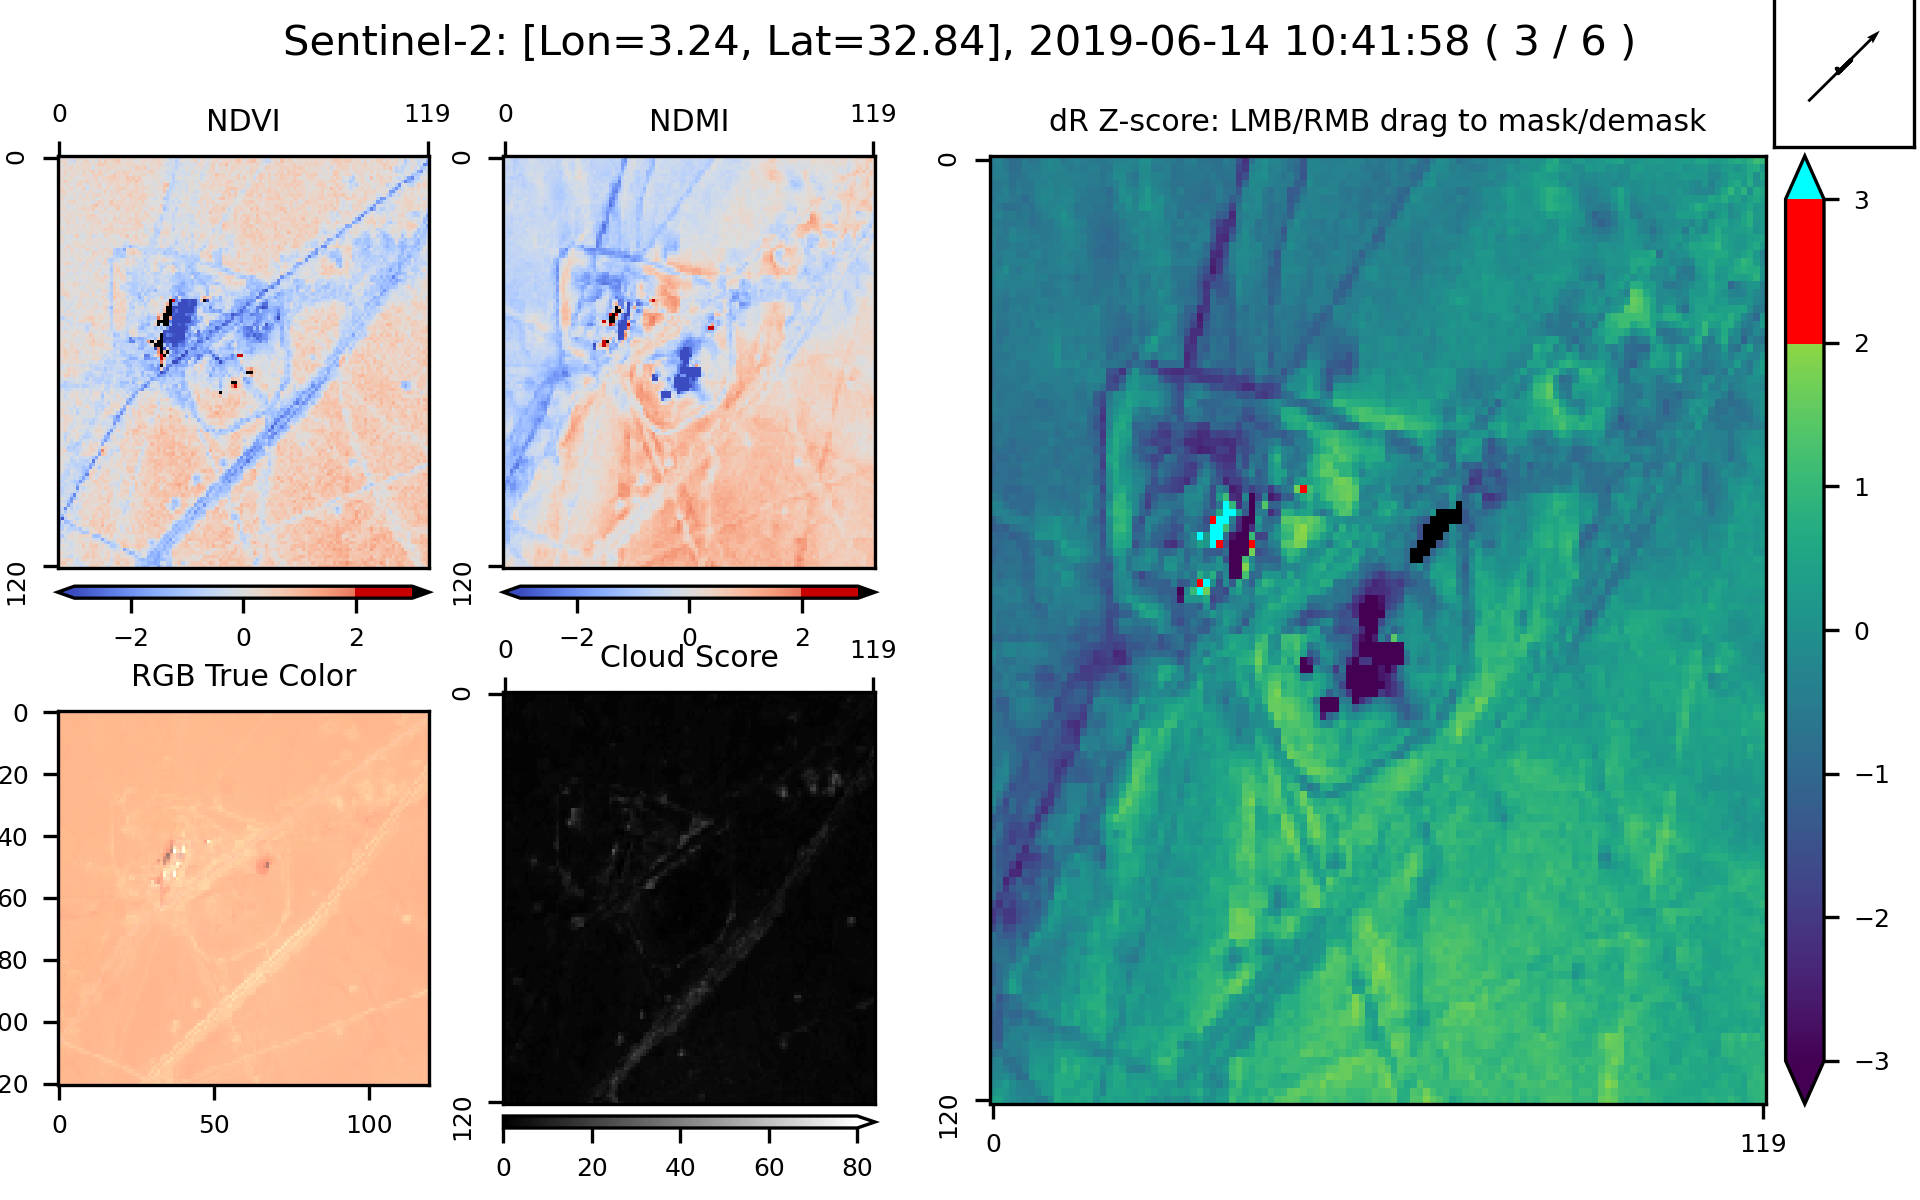 Sentinel-2: [Lon=3.24, Lat=32.84], 2019-06-14 10:41:58 ( 3 / 6 )
0 NDVI 119
0
120
−2 0 2
0 NDMI 119
0
120
−2 0 2
dR Z-score: LMB/RMB drag to mask/demask
0
120
0 119
3
2
1
0
−1
−2
−3
RGB True Color
0
20
40
60
80
00
20
0 50 100
0 Cloud Score 119
0
120
0 20 40 60 80